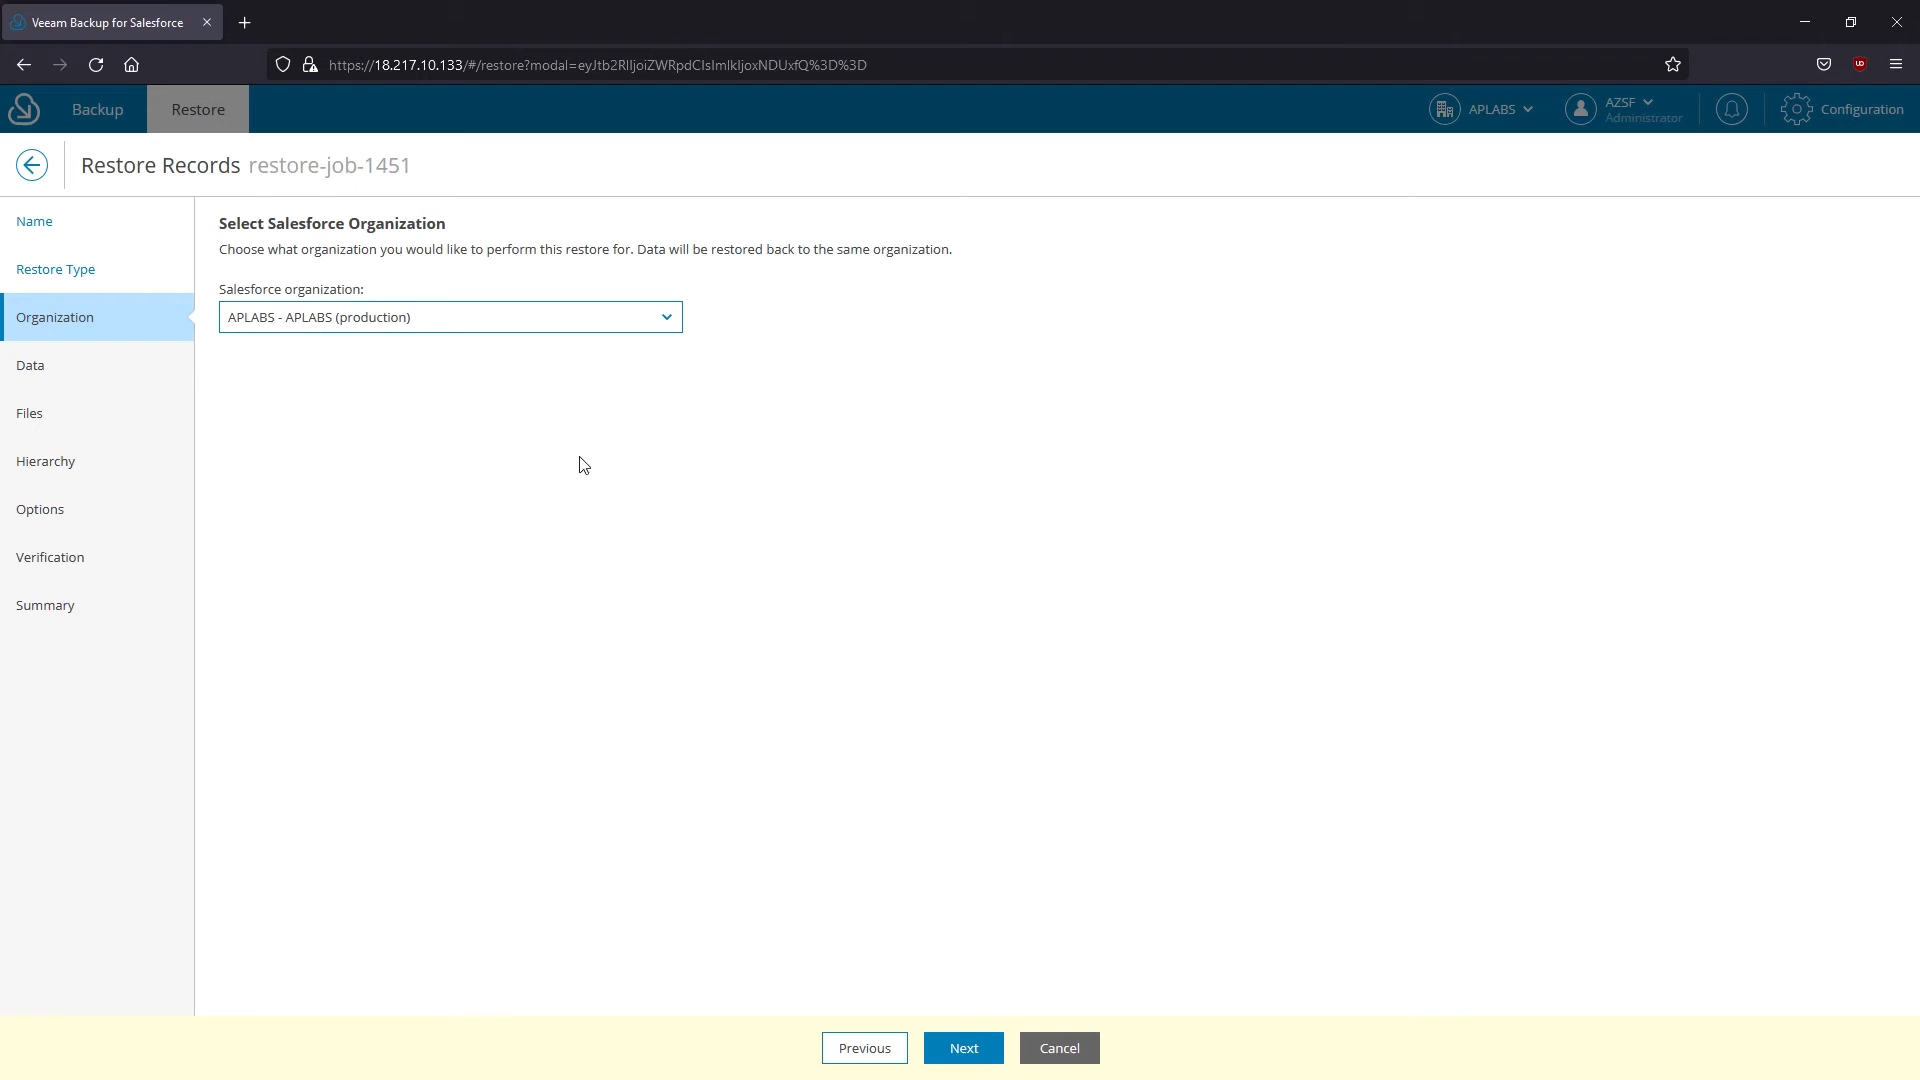 Veeam Backup for Salesforce
https://18.217.10.133/#/restore?modal=eyJtb2RlIjoiZWRpdCIsImlkIjoxNDUxfQ%3D%3D
Backup
Restore
APLABS
AZSF
Administrator
Configuration
Restore Records restore-job-1451
Name
Restore Type
Organization
Data
Files
Hierarchy
Options
Verification
Summary
Select Salesforce Organization
Choose what organization you would like to perform this restore for. Data will be restored back to the same organization.
Salesforce organization:
APLABS - APLABS (production)
Previous
Next
Cancel